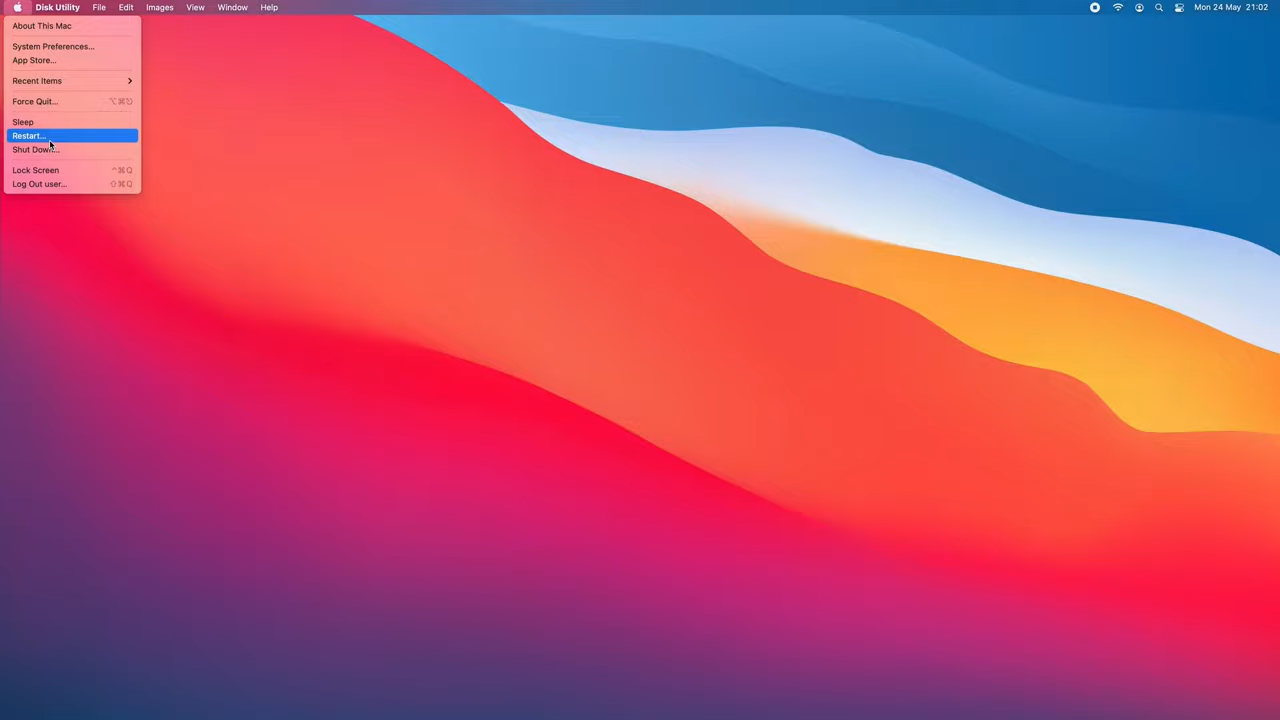 Disk Utility File Edit Images View Window Help Mon 24 May 21:02
About This Mac
System Preferences...
App Store...
Recent Items
Force Quit... ⌥⌘⎋
Sleep
Restart...
Shut Down...
Lock Screen ^⌘Q
Log Out user... ⇧⌘Q